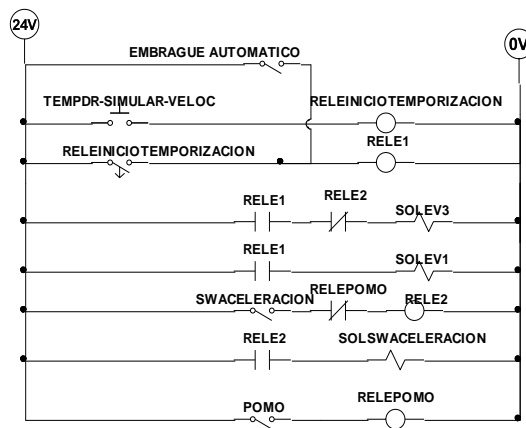 24V
0V
EMBRAGUE AUTOMATICO
TEMPDR-SIMULAR-VELOC
RELEINICIOTEMPORIZACION
RELEINICIOTEMPORIZACION
RELE1
RELE1
RELE2
SOLEV3
RELE1
SOLEV1
SWACELERACION
RELEPOMO
RELE2
RELE2
SOLSWACELERACION
POMO
RELEPOMO